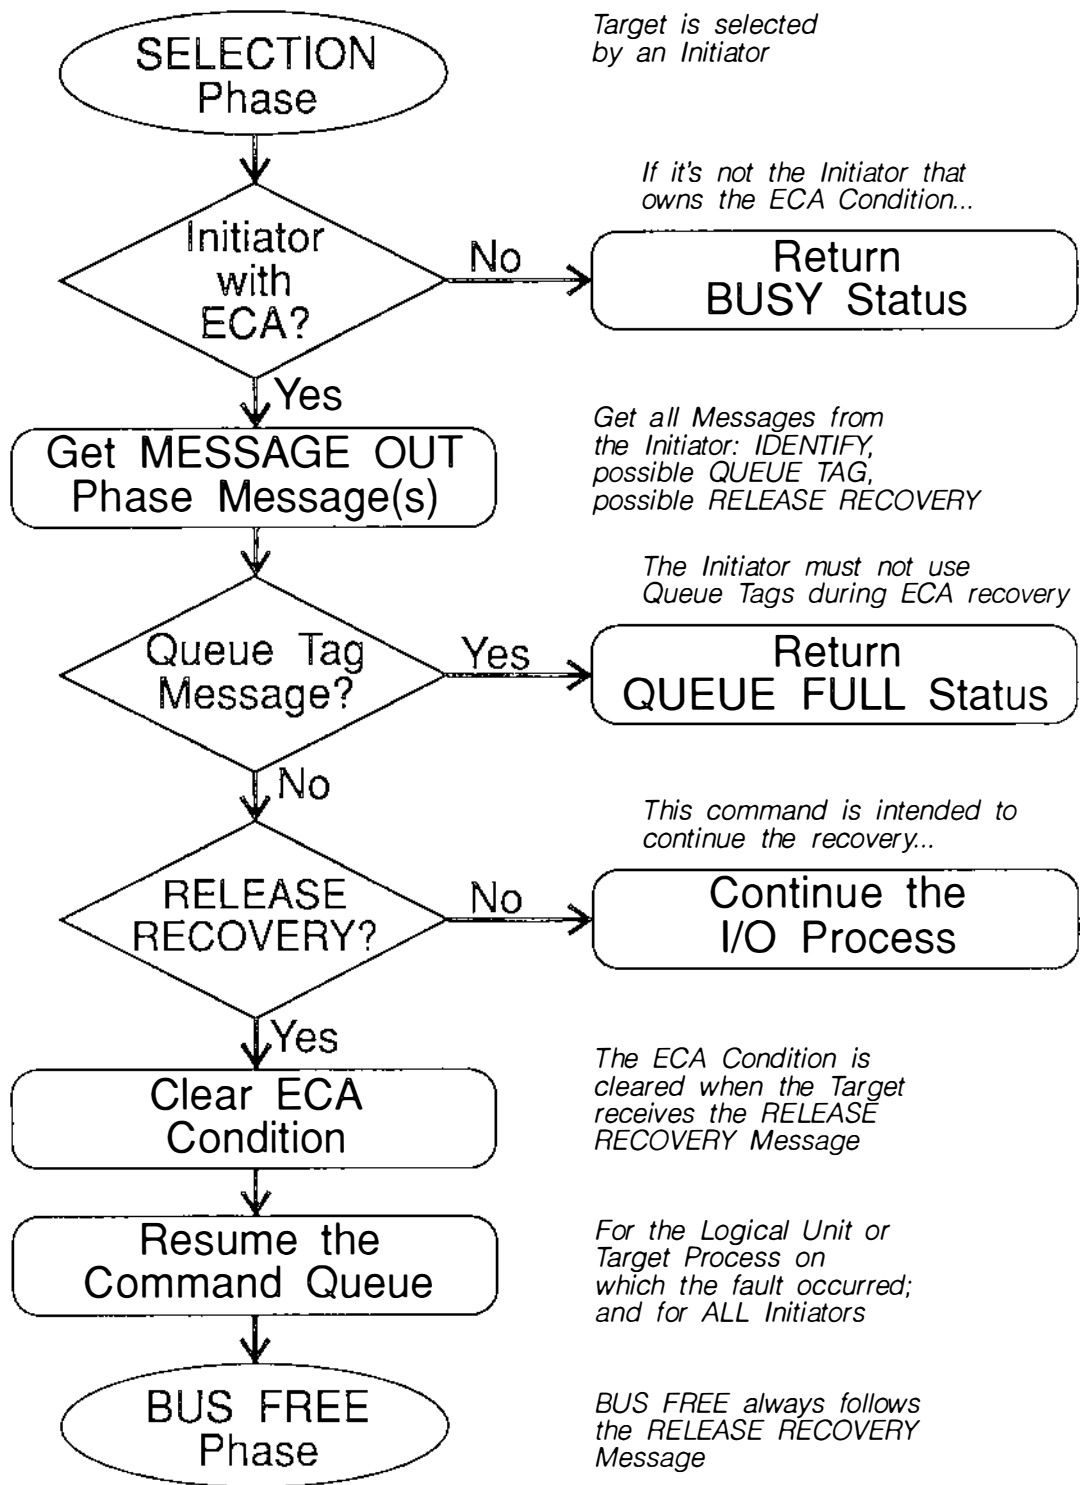 SELECTION
Phase
Target is selected
by an Initiator
If it's not the Initiator that
owns the ECA Condition...
Initiator
with
ECA?
No
Return
BUSY Status
Yes
Get MESSAGE OUT
Phase Message(s)
Get all Messages from
the Initiator: IDENTIFY,
possible QUEUE TAG,
possible RELEASE RECOVERY
The Initiator must not use
Queue Tags during ECA recovery
Queue Tag
Message?
Yes
Return
QUEUE FULL Status
No
This command is intended to
continue the recovery...
RELEASE
RECOVERY?
No
Continue the
I/O Process
Yes
Clear ECA
Condition
The ECA Condition is
cleared when the Target
receives the RELEASE
RECOVERY Message
Resume the
Command Queue
For the Logical Unit or
Target Process on
which the fault occurred;
and for ALL Initiators
BUS FREE
Phase
BUS FREE always follows
the RELEASE RECOVERY
Message